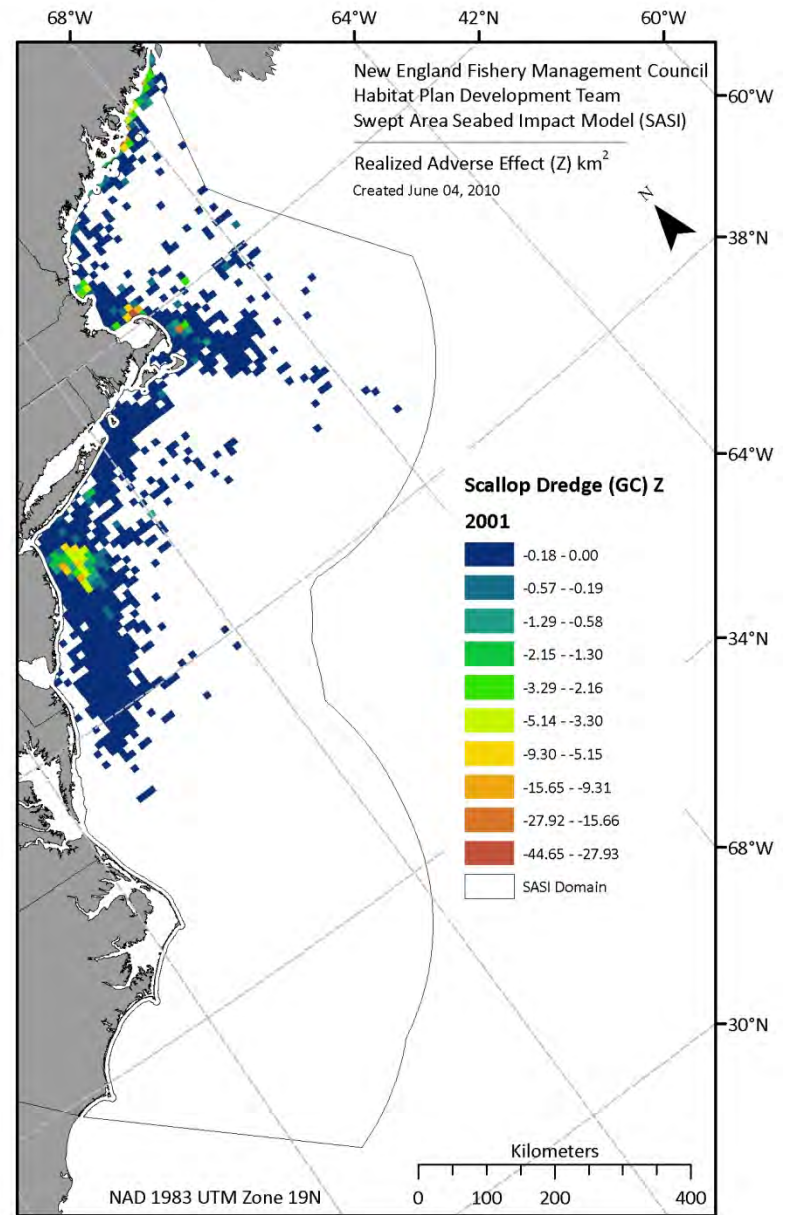 68°W 64°W 42°N 60°W
New England Fishery Management Council
Habitat Plan Development Team
Swept Area Seabed Impact Model (SASI)
Realized Adverse Effect (Z) km²
Created June 04, 2010
N
60°W
38°N
64°W
34°N
68°W
30°N
Scallop Dredge (GC) Z
2001
-0.18 - 0.00
-0.57 - -0.19
-1.29 - -0.58
-2.15 - -1.30
-3.29 - -2.16
-5.14 - -3.30
-9.30 - -5.15
-15.65 - -9.31
-27.92 - -15.66
-44.65 - -27.93
SASI Domain
Kilometers
0 100 200 400
NAD 1983 UTM Zone 19N